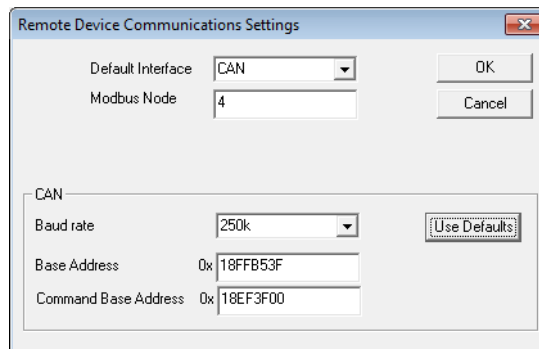 Remote Device Communications Settings
Default Interface CAN OK
Modbus Node 4 Cancel
CAN
Baud rate 250k Use Defaults
Base Address 0x 18FFB53F
Command Base Address 0x 18EF3F00